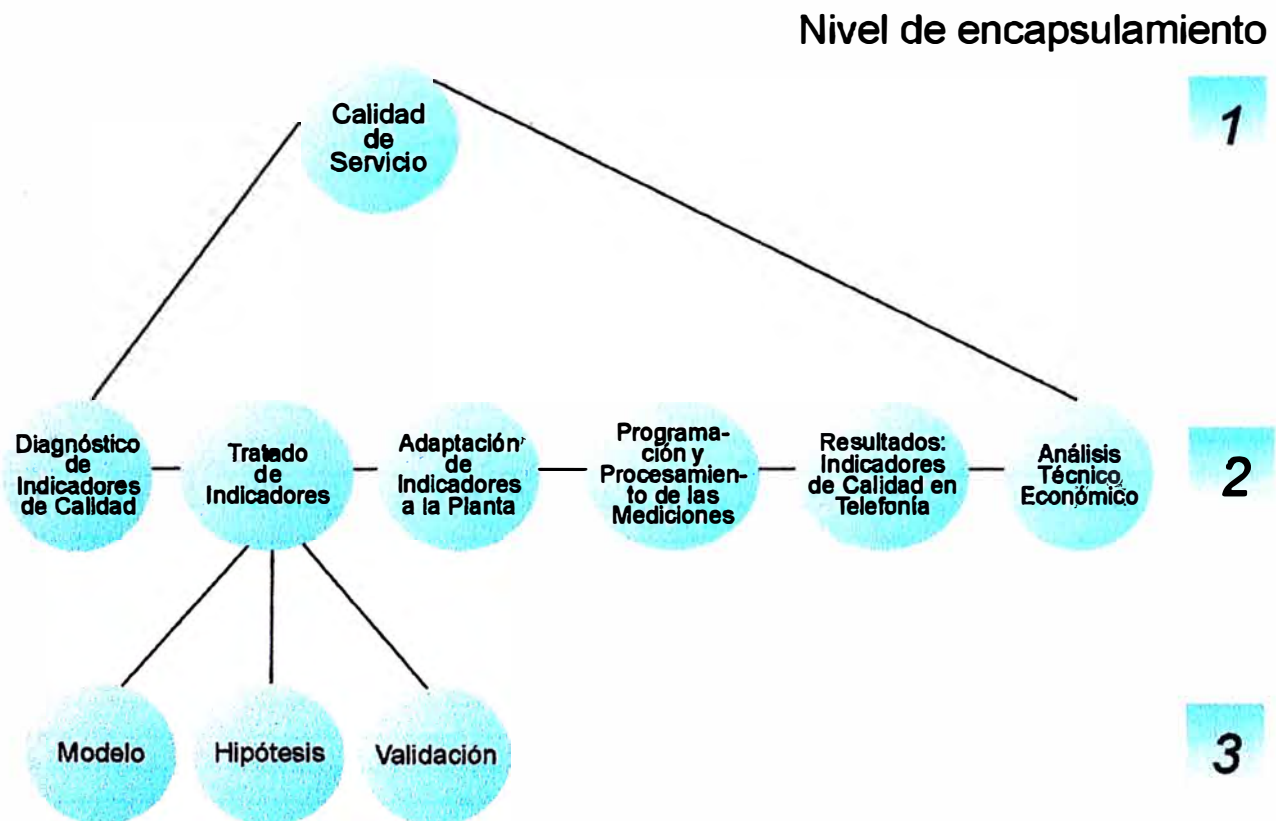 Nivel de encapsulamiento
Calidad
de
Servicio
1
Diagnóstico
de
Indicadores
de Calidad
Tratado
de
Indicadores
Adaptación
de
Indicadores
a la Planta
Programa-
ción y
Procesamien-
to de las
Mediciones
Resultados:
Indicadores
de Calidad en
Telefonía
Análisis
Técnico
Económico
2
Modelo
Hipótesis
Validación
3